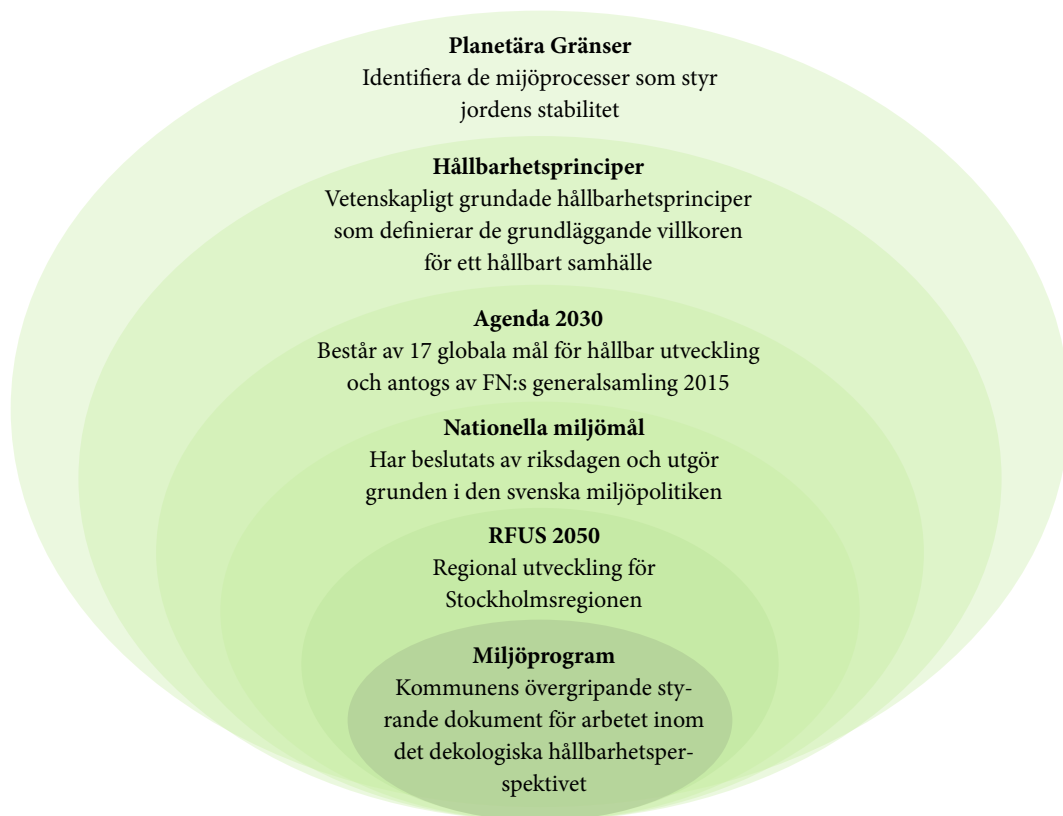 Planetära Gränser
Identifiera de mijöprocesser som styr
jordens stabilitet
Hållbarhetsprinciper
Vetenskapligt grundade hållbarhetsprinciper
som definierar de grundläggande villkoren
för ett hållbart samhälle
Agenda 2030
Består av 17 globala mål för hållbar utveckling
och antogs av FN:s generalsamling 2015
Nationella miljömål
Har beslutats av riksdagen och utgör
grunden i den svenska miljöpolitiken
RFUS 2050
Regional utveckling för
Stockholmsregionen
Miljöprogram
Kommunens övergripande sty-
rande dokument för arbetet inom
det dekologiska hållbarhetsper-
spektivet